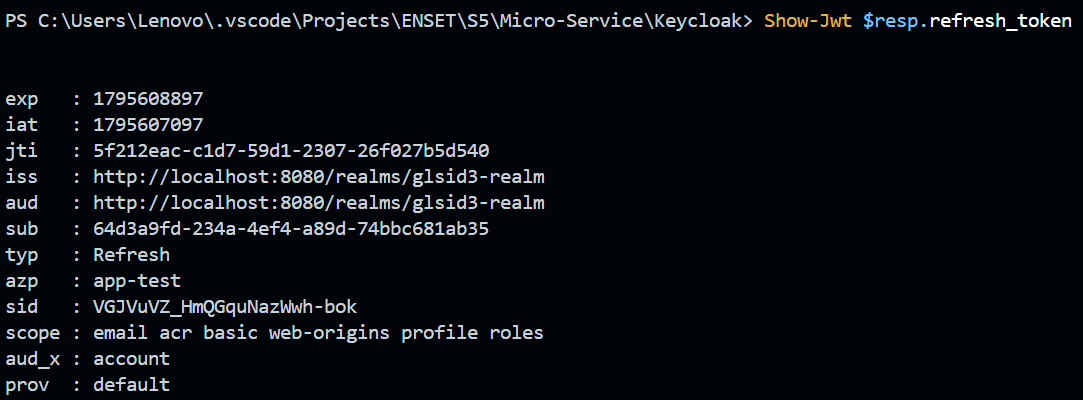 PS C:\Users\Lenovo\.vscode\Projects\ENSET\S5\Micro-Service\Keycloak> Show-Jwt $resp.refresh_token
exp   : 1795608897
iat   : 1795607097
jti   : 5f212eac-c1d7-59d1-2307-26f027b5d540
iss   : http://localhost:8080/realms/glsid3-realm
aud   : http://localhost:8080/realms/glsid3-realm
sub   : 64d3a9fd-234a-4ef4-a89d-74bbc681ab35
typ   : Refresh
azp   : app-test
sid   : VGJVuVZ_HmQGquNazWwh-bok
scope : email acr basic web-origins profile roles
aud_x : account
prov  : default